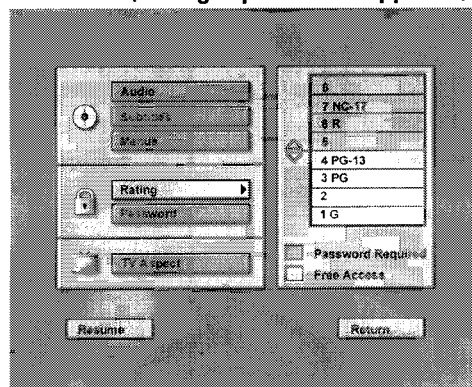 Audio
Subtitles
Menus
Rating
Password
TV Aspect
8
7 NC-17
6 R
5
4 PG-13
3 PG
2
1 G
Password Required
Free Access
Resume
Return